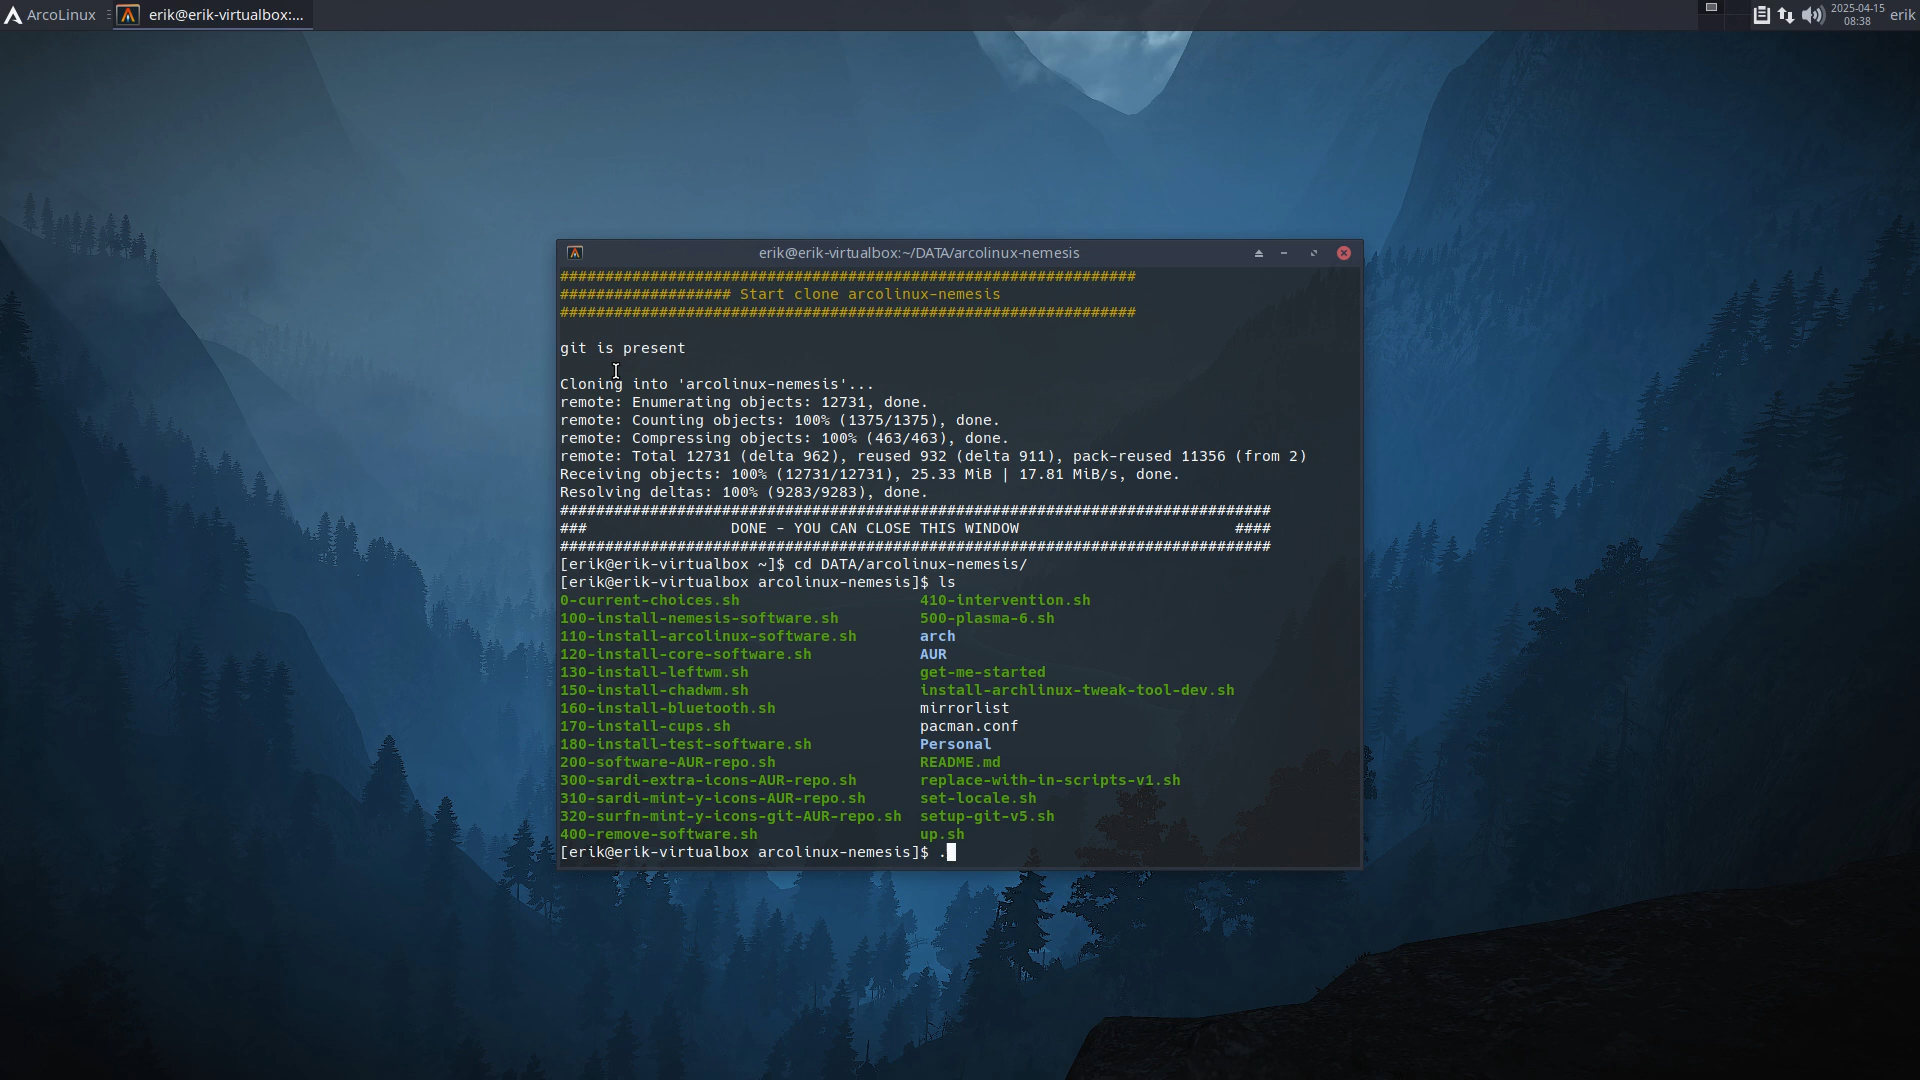 ArcoLinux
erik@erik-virtualbox:...
2025-04-15
08:38
erik
erik@erik-virtualbox:~/DATA/arcolinux-nemesis
################################################################
################### Start clone arcolinux-nemesis
################################################################
git is present
Cloning into 'arcolinux-nemesis'...
remote: Enumerating objects: 12731, done.
remote: Counting objects: 100% (1375/1375), done.
remote: Compressing objects: 100% (463/463), done.
remote: Total 12731 (delta 962), reused 932 (delta 911), pack-reused 11356 (from 2)
Receiving objects: 100% (12731/12731), 25.33 MiB | 17.81 MiB/s, done.
Resolving deltas: 100% (9283/9283), done.
###############################################################################
###                DONE - YOU CAN CLOSE THIS WINDOW                        ####
###############################################################################
[erik@erik-virtualbox ~]$ cd DATA/arcolinux-nemesis/
[erik@erik-virtualbox arcolinux-nemesis]$ ls
0-current-choices.sh                    410-intervention.sh
100-install-nemesis-software.sh         500-plasma-6.sh
110-install-arcolinux-software.sh       arch
120-install-core-software.sh            AUR
130-install-leftwm.sh                   get-me-started
150-install-chadwm.sh                   install-archlinux-tweak-tool-dev.sh
160-install-bluetooth.sh                mirrorlist
170-install-cups.sh                     pacman.conf
180-install-test-software.sh            Personal
200-software-AUR-repo.sh                README.md
300-sardi-extra-icons-AUR-repo.sh       replace-with-in-scripts-v1.sh
310-sardi-mint-y-icons-AUR-repo.sh      set-locale.sh
320-surfn-mint-y-icons-git-AUR-repo.sh  setup-git-v5.sh
400-remove-software.sh                  up.sh
[erik@erik-virtualbox arcolinux-nemesis]$ .